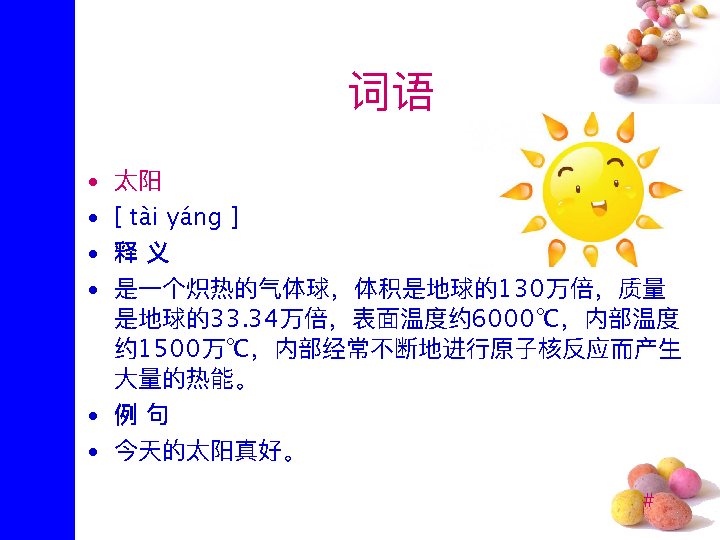 词语
• 太阳
• [ tài yáng ]
• 释 义
• 是一个炽热的气体球，体积是地球的130万倍，质量
是地球的33.34万倍，表面温度约6000℃，内部温度
约1500万℃，内部经常不断地进行原子核反应而产生
大量的热能。
• 例 句
• 今天的太阳真好。
#